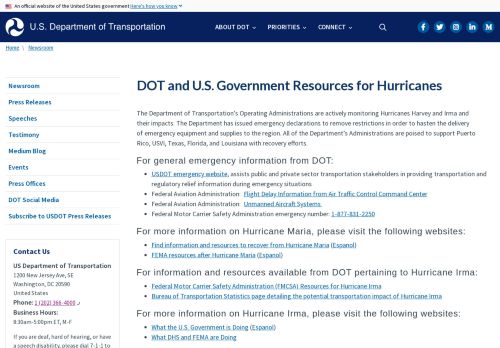 An official website of the United States government Here's how you know
U.S. Department of Transportation
ABOUT DOT
PRIORITIES
CONNECT
Home \ Newsroom
Newsroom
Press Releases
Speeches
Testimony
Medium Blog
Events
Press Offices
DOT Social Media
Subscribe to USDOT Press Releases
Contact Us
US Department of Transportation
1200 New Jersey Ave, SE
Washington, DC 20590
United States
Phone: 1 (202) 366-4000
Business Hours:
8:30am-5:00pm ET, M-F
If you are deaf, hard of hearing, or have
a speech disability, please dial 7-1-1 to
DOT and U.S. Government Resources for Hurricanes
The Department of Transportation's Operating Administrations are actively monitoring Hurricanes Harvey and Irma and
their impacts. The Department has issued emergency declarations to remove restrictions in order to hasten the delivery
of emergency equipment and supplies to the region. All of the Department's Administrations are poised to support Puerto
Rico, USVI, Texas, Florida, and Louisiana with recovery efforts.
For general emergency information from DOT:
USDOT emergency website, assists public and private sector transportation stakeholders in providing transportation and
regulatory relief information during emergency situations
Federal Aviation Administration: Flight Delay Information from Air Traffic Control Command Center
Federal Aviation Administration: Unmanned Aircraft Systems
Federal Motor Carrier Safety Administration emergency number: 1-877-831-2250
For more information on Hurricane Maria, please visit the following websites:
Find information and resources to recover from Hurricane Maria (Espanol)
FEMA resources after Hurricane Maria (Espanol)
For information and resources available from DOT pertaining to Hurricane Irma:
Federal Motor Carrier Safety Administration (FMCSA) Resources for Hurricane Irma
Bureau of Transportation Statistics page detailing the potential transportation impact of Hurricane Irma
For more information on Hurricane Irma, please visit the following websites:
What the U.S. Government is Doing (Espanol)
What DHS and FEMA are Doing